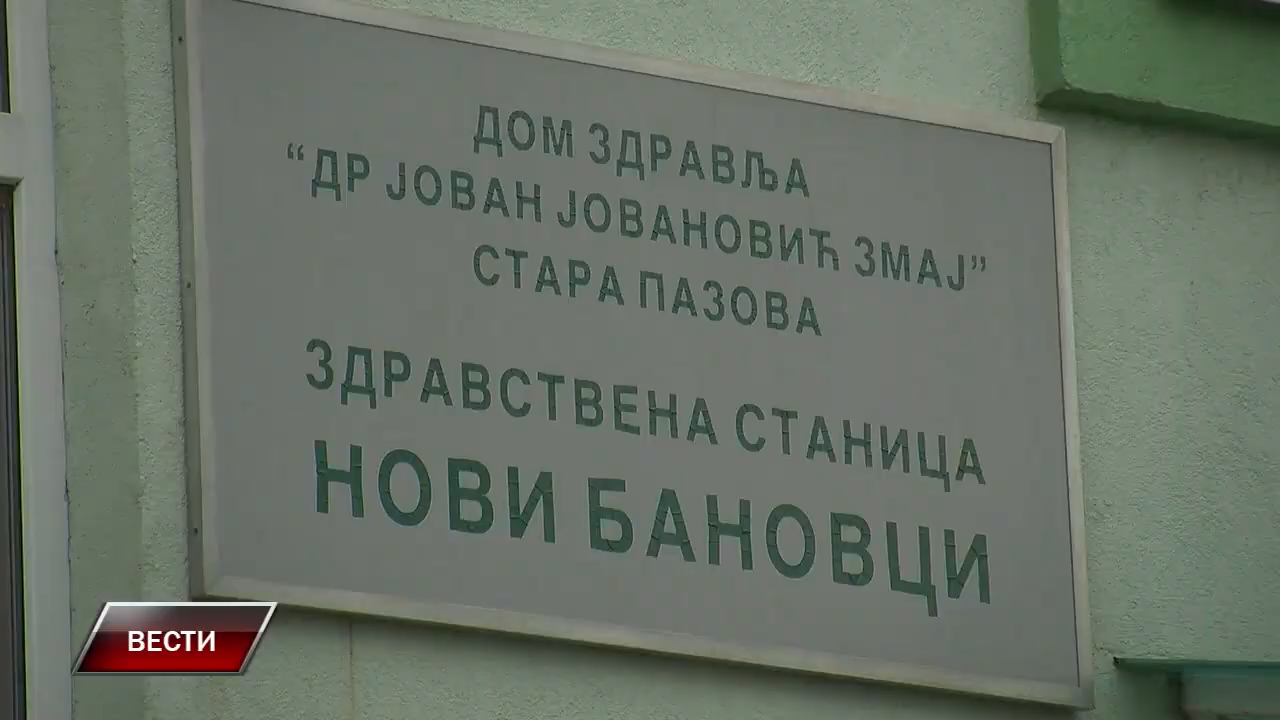 ДОМ ЗДРАВЉА
“ДР ЈОВАН ЈОВАНОВИЋ ЗМАЈ”
СТАРА ПАЗОВА
ЗДРАВСТВЕНА СТАНИЦА
НОВИ БАНОВЦИ
ВЕСТИ